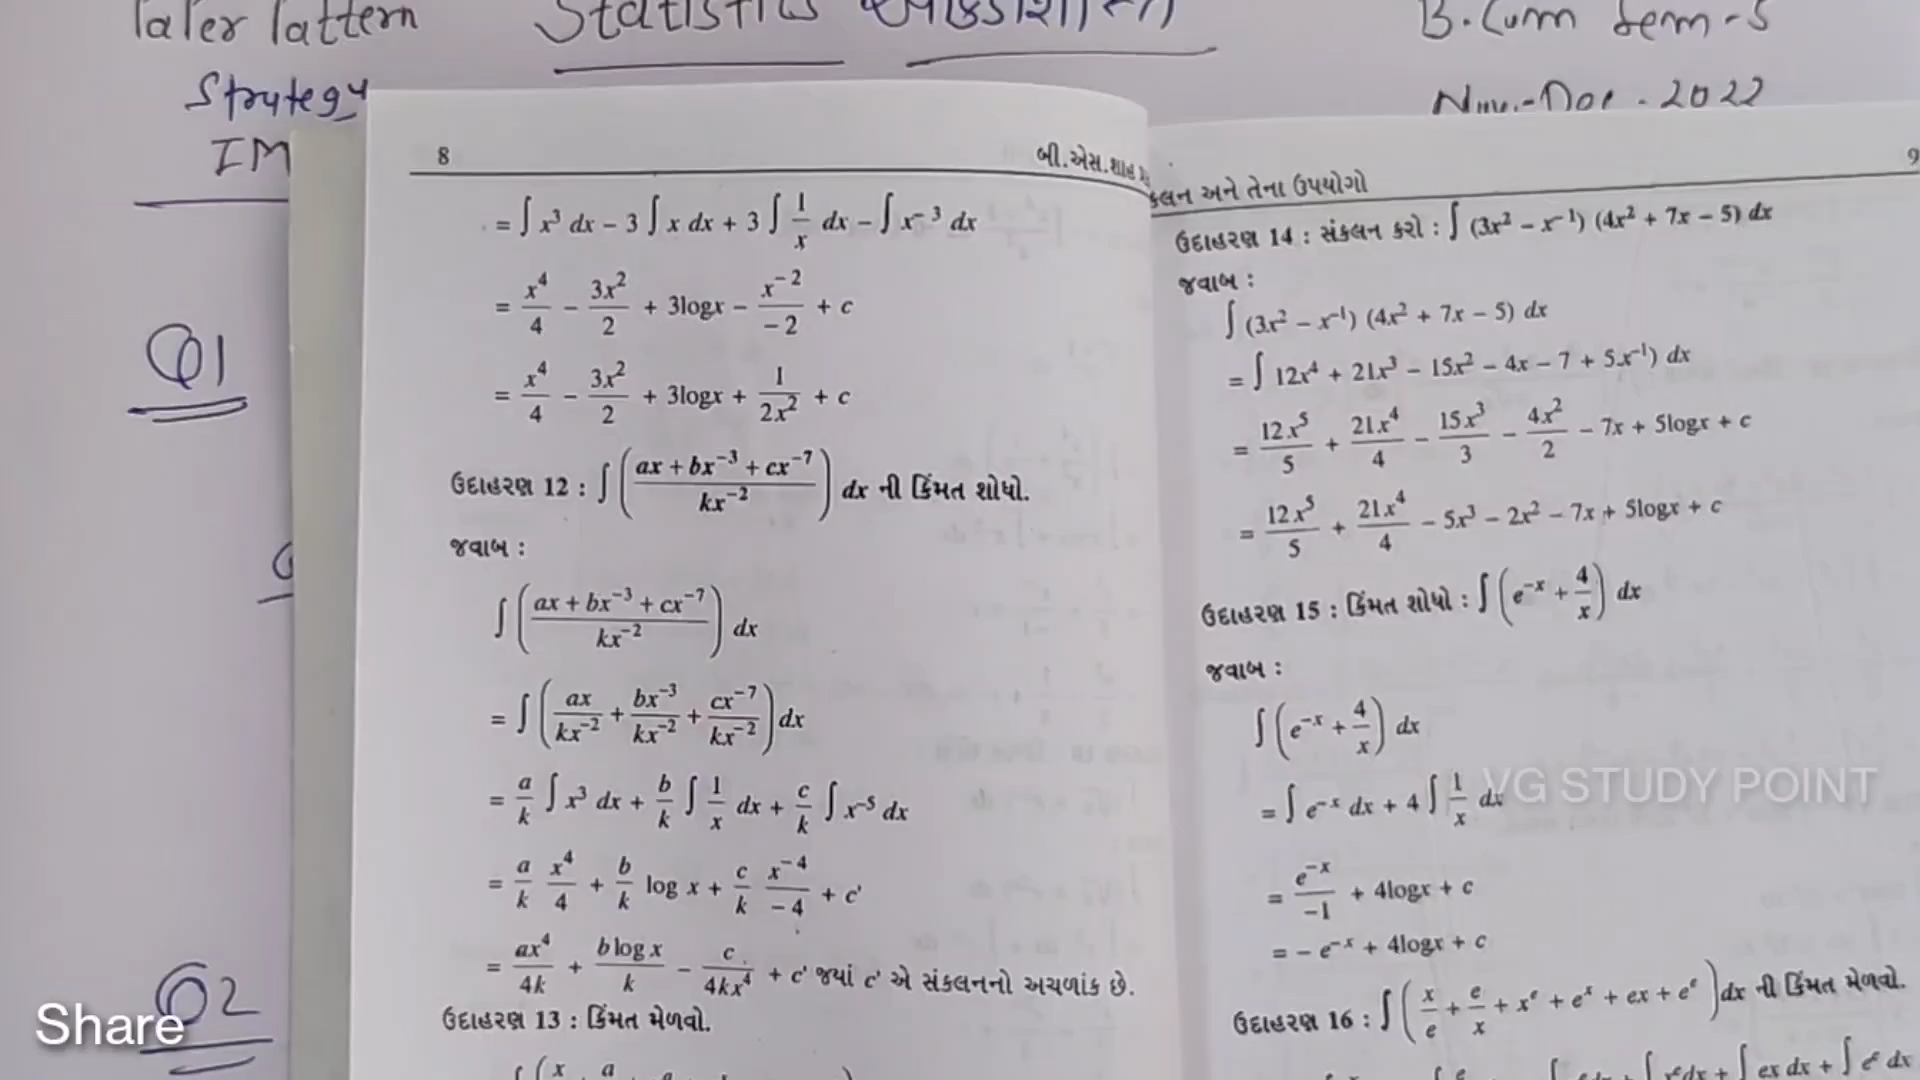 Paper Pattern Statistics આંકડાશાસ્ત્ર B.Com Sem-5
Strategy Nov.-Dec. 2022
IM
Q1
Q2
Share
8 બી.એસ.શાહ
= ∫ x³ dx – 3 ∫ x dx + 3 ∫ 1/x dx – ∫ x⁻³ dx
= x⁴/4 – 3x²/2 + 3logx – x⁻²/–2 + c
= x⁴/4 – 3x²/2 + 3logx + 1/2x² + c
ઉદાહરણ 12 : ∫ ((ax + bx⁻³ + cx⁻⁷)/kx⁻²) dx ની કિંમત શોધો.
જવાબ :
∫ ((ax + bx⁻³ + cx⁻⁷)/kx⁻²) dx
= ∫ (ax/kx⁻² + bx⁻³/kx⁻² + cx⁻⁷/kx⁻²) dx
= a/k ∫ x³ dx + b/k ∫ 1/x dx + c/k ∫ x⁻⁵ dx
= a/k x⁴/4 + b/k log x + c/k x⁻⁴/–4 + c'
= ax⁴/4k + b log x/k – c/4kx⁴ + c' જ્યાં c' એ સંકલનનો અચળાંક છે.
ઉદાહરણ 13 : કિંમત મેળવો.
કલન અને તેના ઉપયોગો 9
ઉદાહરણ 14 : સંકલન કરો : ∫ (3x² – x⁻¹) (4x² + 7x – 5) dx
જવાબ :
∫ (3x² – x⁻¹) (4x² + 7x – 5) dx
= ∫ 12x⁴ + 21x³ – 15x² – 4x – 7 + 5x⁻¹) dx
= 12x⁵/5 + 21x⁴/4 – 15x³/3 – 4x²/2 – 7x + 5logx + c
= 12x⁵/5 + 21x⁴/4 – 5x³ – 2x² – 7x + 5logx + c
ઉદાહરણ 15 : કિંમત શોધો : ∫ (e⁻ˣ + 4/x) dx
જવાબ :
∫ (e⁻ˣ + 4/x) dx
= ∫ e⁻ˣ dx + 4 ∫ 1/x dx
VG STUDY POINT
= e⁻ˣ/–1 + 4logx + c
= – e⁻ˣ + 4logx + c
ઉદાહરણ 16 : ∫ (x/e + e/x + xᵉ + eˣ + ex + eᵉ) dx ની કિંમત મેળવો.
∫ ex dx + ∫ eᵉ dx